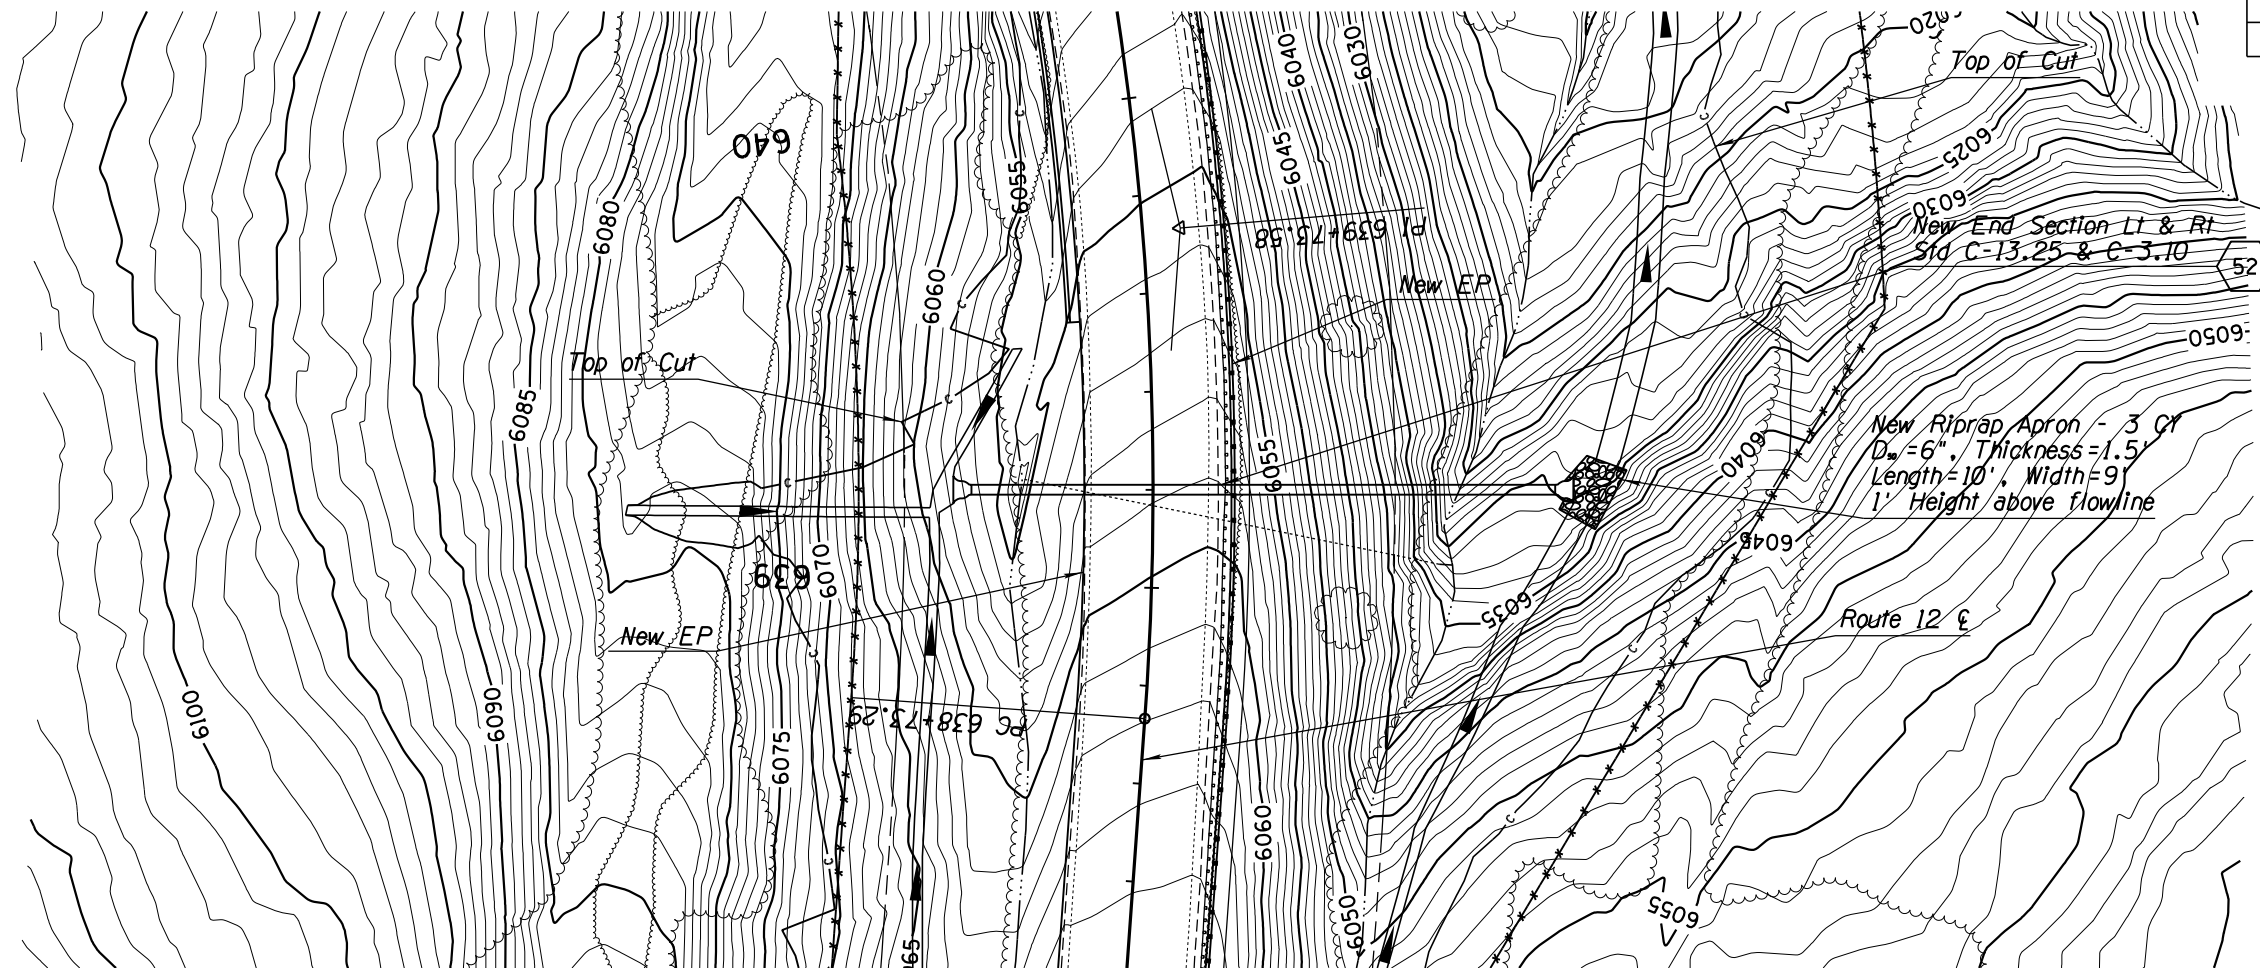 6020
Top of Cut
6040
6030
640
6045
6025
6055
6080
6030
PI 639+73.58
New End Section Lt & Rt
Std C-13.25 & C-3.10
52
6060
New EP
6050
Top of Cut
6085
6055
6040
New Riprap Apron - 3 CY
D₅₀=6", Thickness=1.5'
Length=10', Width=9'
1' Height above flowline
6045
639
6070
6035
New EP
Route 12 ℄
6100
6090
PC 638+73.29
6075
6060
6050
6055
65
c
c
c
c
c
c
c
c
c